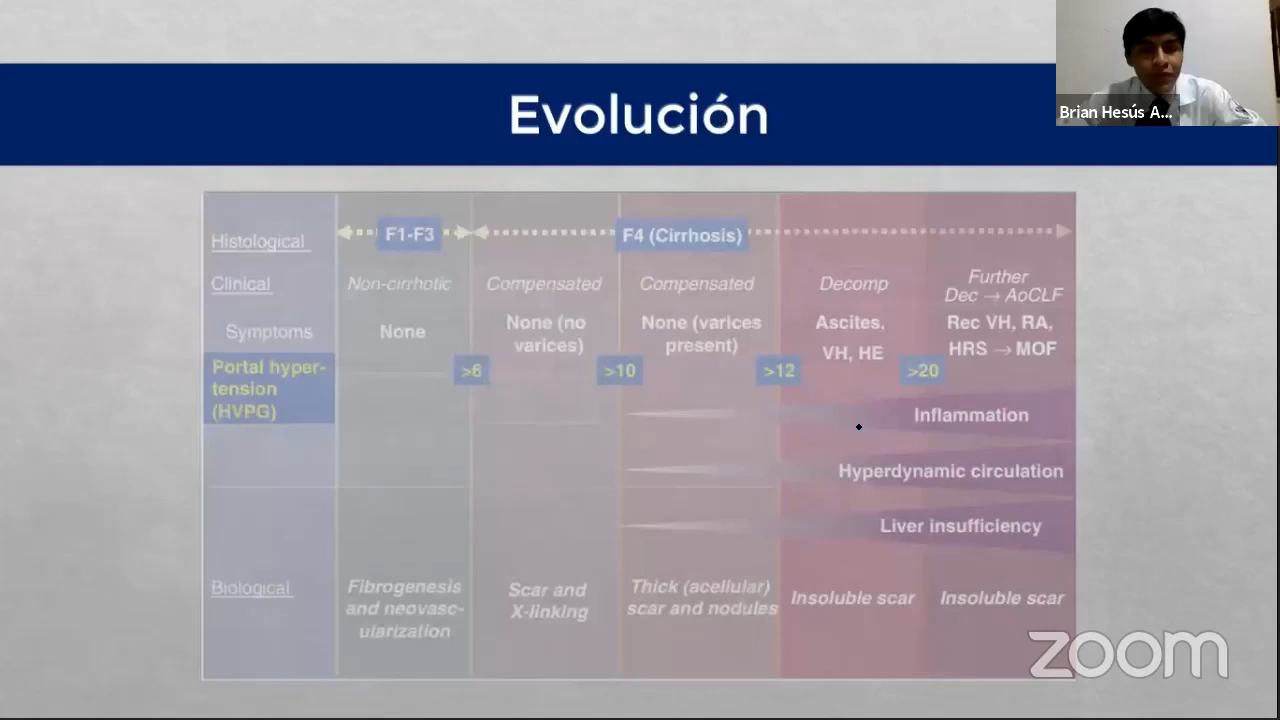 Evolución
Brian Hesús A...
Histological
F1-F3
F4 (Cirrhosis)
Clinical
Non-cirrhotic
Compensated
Compensated
Decomp
Further
Dec → AoCLF
Symptoms
None
None (no
varices)
None (varices
present)
Ascites,
VH, HE
Rec VH, RA,
HRS → MOF
Portal hyper-
tension
(HVPG)
>6
>10
>12
>20
Inflammation
Hyperdynamic circulation
Liver insufficiency
Biological
Fibrogenesis
and neovasc-
ularization
Scar and
X-linking
Thick (acellular)
scar and nodules
Insoluble scar
Insoluble scar
zoom